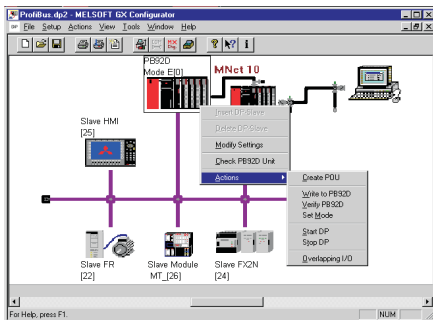 ProfiBus.dp2 - MELSOFT GX Configurator
File Setup Actions View Tools Window Help
PB92D
Mode E[0]
MNet 10
Insert DP-Slave
Delete DP-Slave
Modify Settings
Check PB92D Unit
Actions
Create POU
Write to PB92D
Verify PB92D
Set Mode
Start DP
Stop DP
Overlapping I/O
Slave HMI
[25]
Slave FR
[22]
Slave Module
MT_[26]
Slave FX2N
[24]
For Help, press F1.
NUM